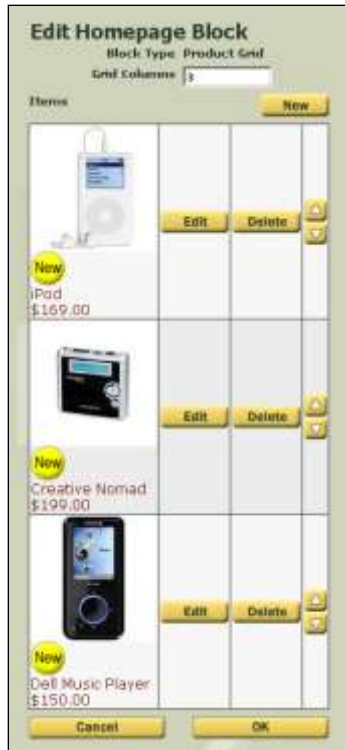 Edit Homepage Block
Block Type Product Grid
Grid Columns 3
Items New
Edit Delete
New
iPod
$169.00
Edit Delete
New
Creative Nomad
$199.00
Edit Delete
New
Dell Music Player
$150.00
Cancel OK